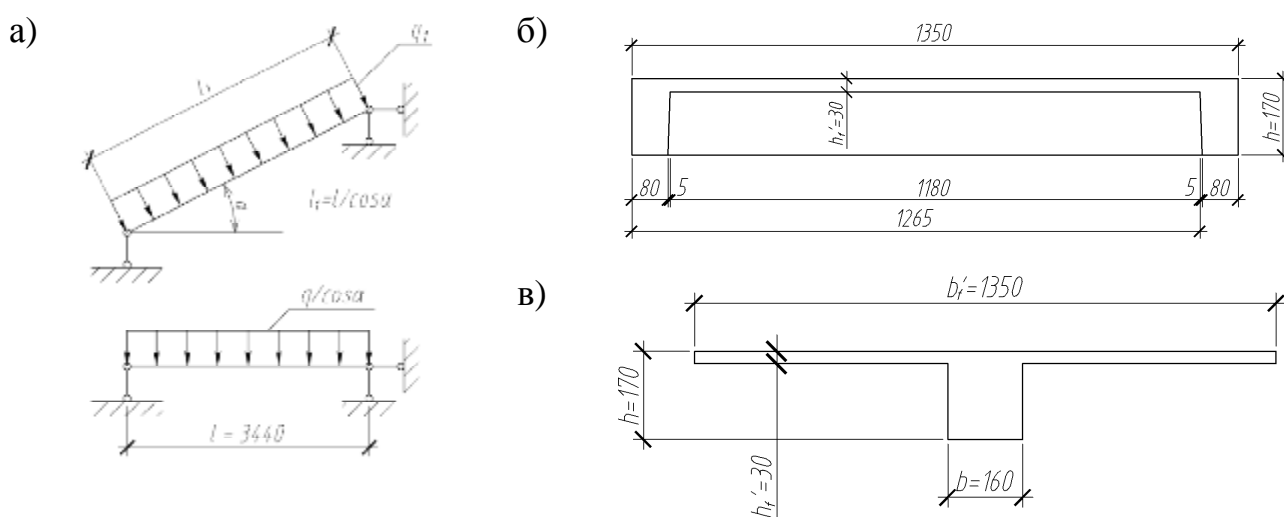 а)
q₁
l₁
α
l₁=l/cosα
q/cosα
l = 3440
б)
1350
h'f=30
h=170
80 5 1180 5 80
1265
в)
b'f=1350
h=170
h'f=30
b=160